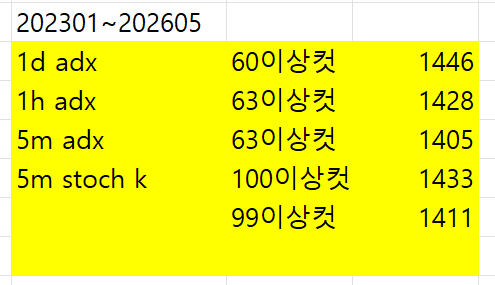 202301~202605
1d adx 60이상컷 1446
1h adx 63이상컷 1428
5m adx 63이상컷 1405
5m stoch k 100이상컷 1433
99이상컷 1411